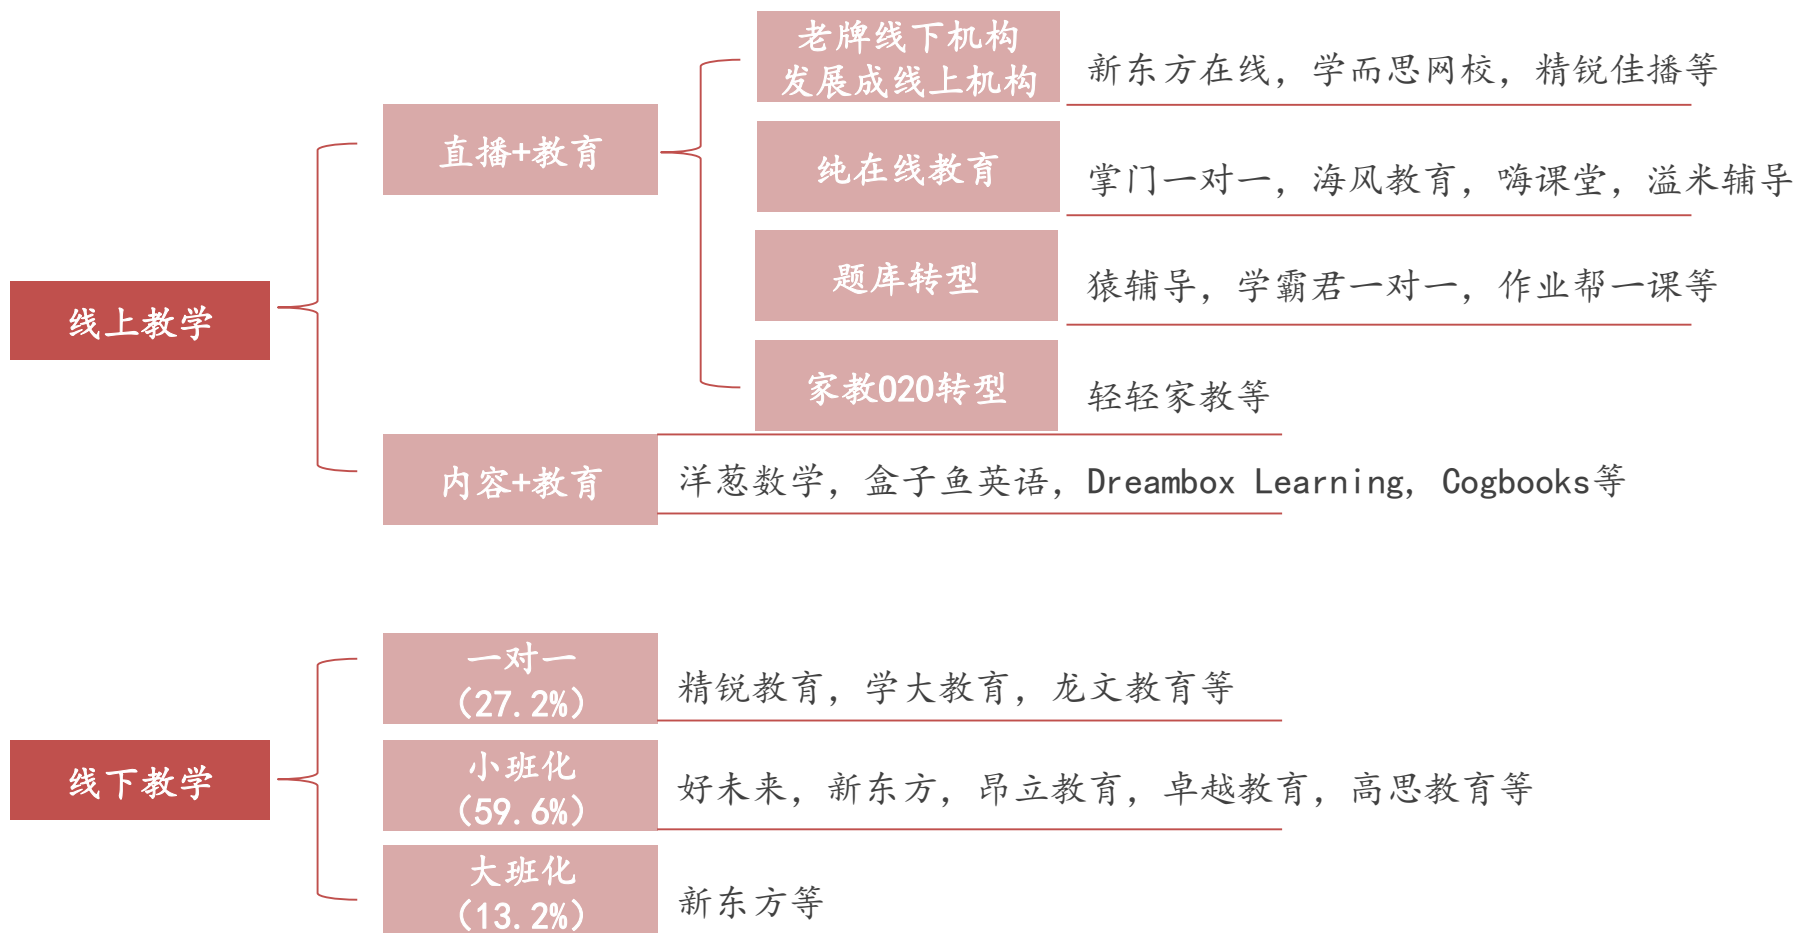 老牌线下机构
发展成线上机构
新东方在线，学而思网校，精锐佳播等
直播+教育
纯在线教育
掌门一对一，海风教育，嗨课堂，溢米辅导
题库转型
猿辅导，学霸君一对一，作业帮一课等
线上教学
家教O2O转型
轻轻家教等
内容+教育
洋葱数学，盒子鱼英语，Dreambox Learning, Cogbooks等
一对一
（27.2%）
精锐教育，学大教育，龙文教育等
线下教学
小班化
（59.6%）
好未来，新东方，昂立教育，卓越教育，高思教育等
大班化
（13.2%）
新东方等